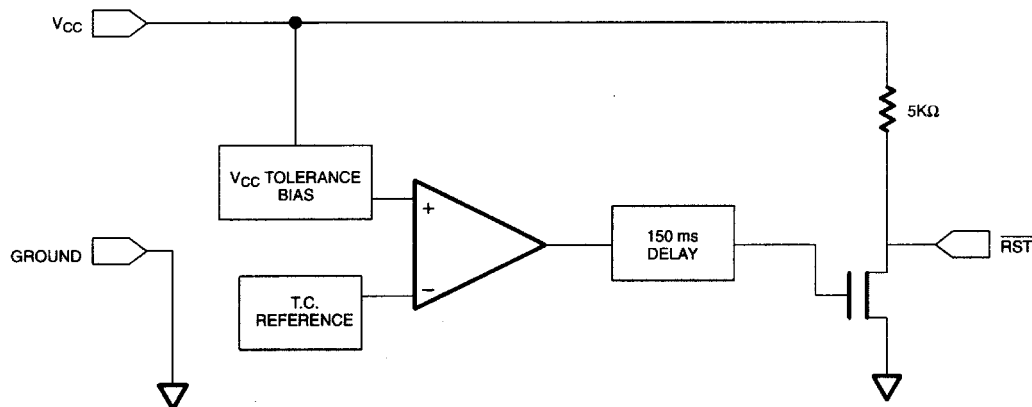 VCC
5KΩ
VCC TOLERANCE
BIAS
+
150 ms
DELAY
RST
GROUND
−
T.C.
REFERENCE